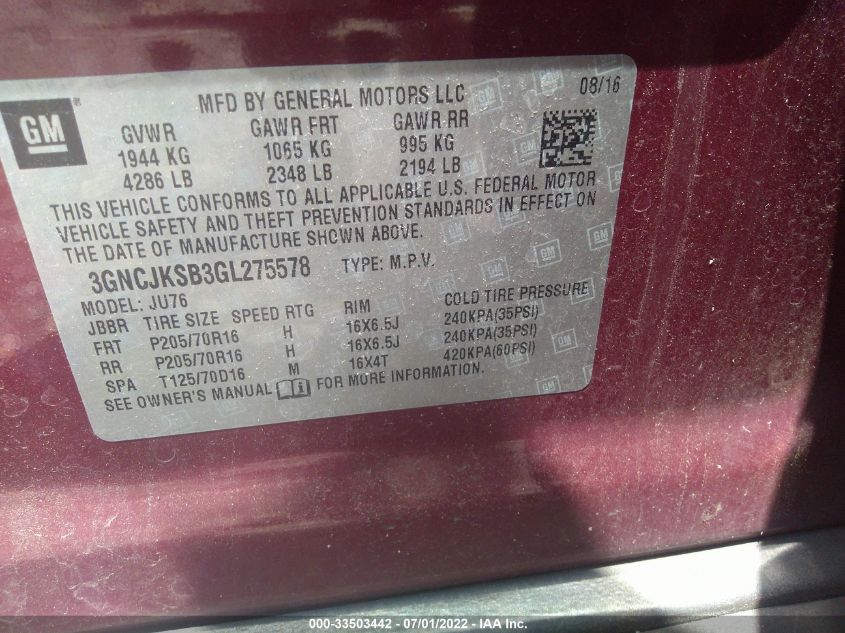 GM
MFD BY GENERAL MOTORS LLC
08/16
GVWR GAWR FRT GAWR RR
1944 KG 1065 KG 995 KG
4286 LB 2348 LB 2194 LB
THIS VEHICLE CONFORMS TO ALL APPLICABLE U.S. FEDERAL MOTOR
VEHICLE SAFETY AND THEFT PREVENTION STANDARDS IN EFFECT ON
THE DATE OF MANUFACTURE SHOWN ABOVE.
3GNCJKSB3GL275578 TYPE: M.P.V.
MODEL: JU76
JBBR TIRE SIZE SPEED RTG RIM COLD TIRE PRESSURE
FRT P205/70R16 H 16X6.5J 240KPA(35PSI)
RR P205/70R16 H 16X6.5J 240KPA(35PSI)
SPA T125/70D16 M 16X4T 420KPA(60PSI)
SEE OWNER'S MANUAL FOR MORE INFORMATION.
000-33503442 - 07/01/2022 - © IAA Inc.